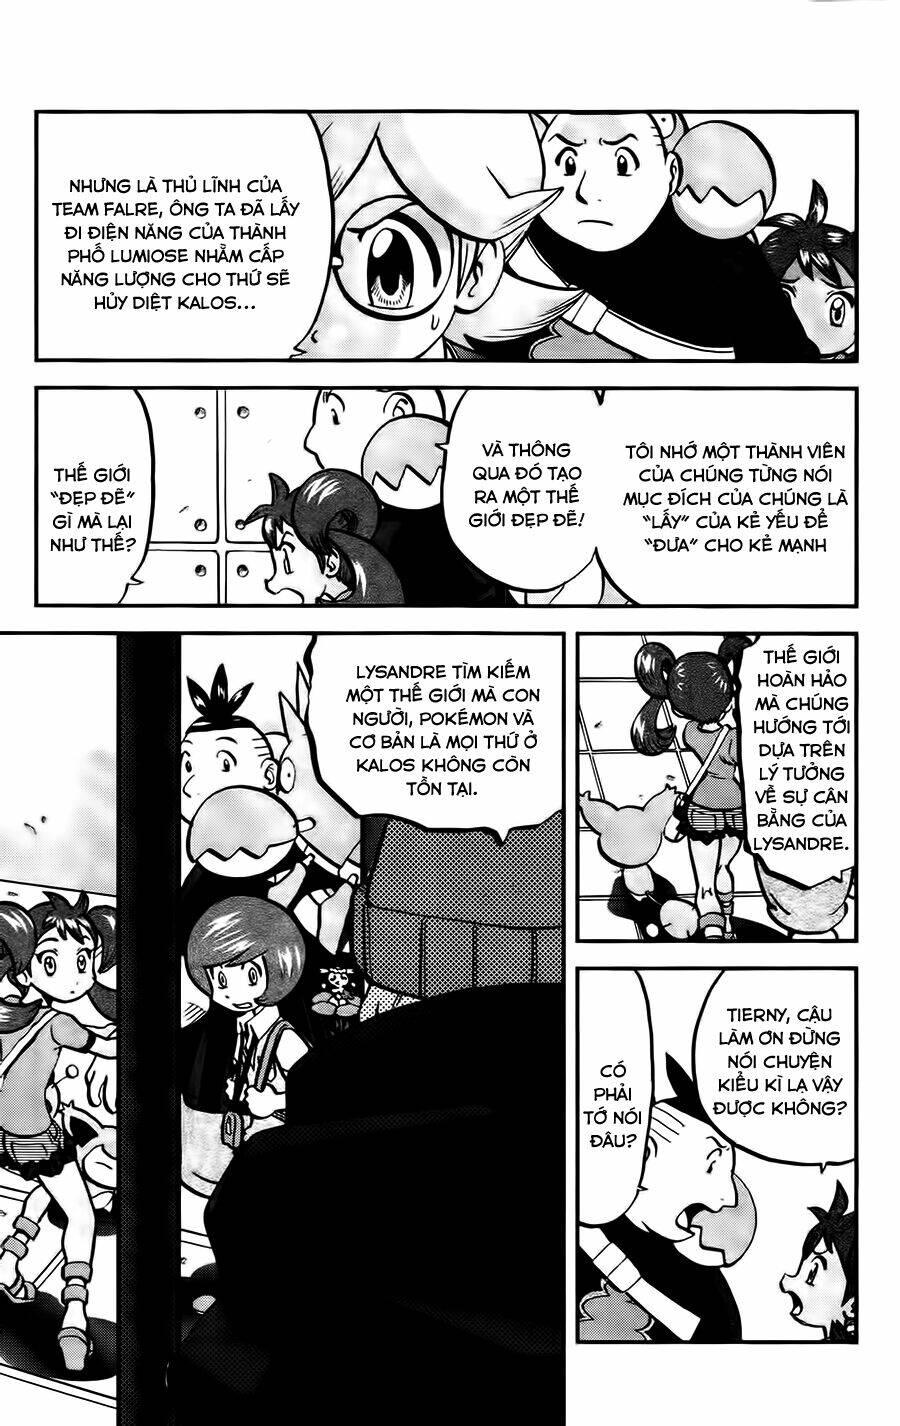 NHƯNG LÀ THỦ LĨNH CỦA
TEAM FALRE, ÔNG TA ĐÃ LẤY
ĐI ĐIỆN NĂNG CỦA THÀNH
PHỐ LUMIOSE NHẰM CẤP
NĂNG LƯỢNG CHO THỨ SẼ
HỦY DIỆT KALOS...
TÔI NHỚ MỘT THÀNH VIÊN
CỦA CHÚNG TỪNG NÓI
MỤC ĐÍCH CỦA CHÚNG LÀ
"LẤY" CỦA KẺ YẾU ĐỂ
"ĐƯA" CHO KẺ MẠNH
VÀ THÔNG
QUA ĐÓ TẠO
RA MỘT THẾ
GIỚI ĐẸP ĐẼ!
THẾ GIỚI
"ĐẸP ĐẼ"
GÌ MÀ LẠI
NHƯ THẾ?
THẾ GIỚI
HOÀN HẢO
MÀ CHÚNG
HƯỚNG TỚI
DỰA TRÊN
LÝ TƯỞNG
VỀ SỰ CÂN
BẰNG CỦA
LYSANDRE.
LYSANDRE TÌM KIẾM
MỘT THẾ GIỚI MÀ CON
NGƯỜI, POKÉMON VÀ
CƠ BẢN LÀ MỌI THỨ Ở
KALOS KHÔNG CÒN
TỒN TẠI.
TIERNY, CẬU
LÀM ƠN ĐỪNG
NÓI CHUYỆN
KIỂU KÌ LẠ VẬY
ĐƯỢC KHÔNG?
CÓ
PHẢI
TỚ NÓI
ĐÂU?